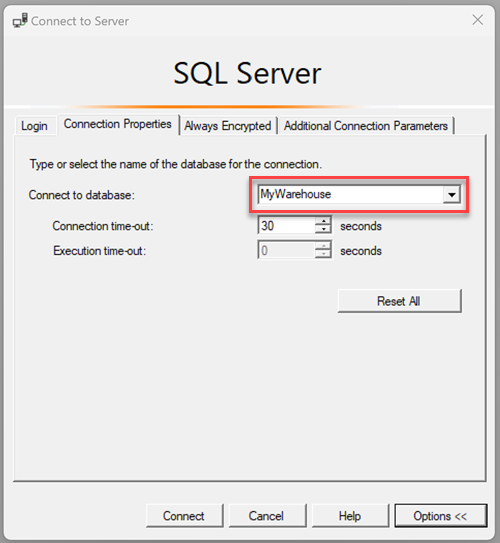 Connect to Server
SQL Server
Login Connection Properties Always Encrypted Additional Connection Parameters
Type or select the name of the database for the connection.
Connect to database: MyWarehouse
Connection time-out: 30 seconds
Execution time-out: 0 seconds
Reset All
Connect Cancel Help Options <<